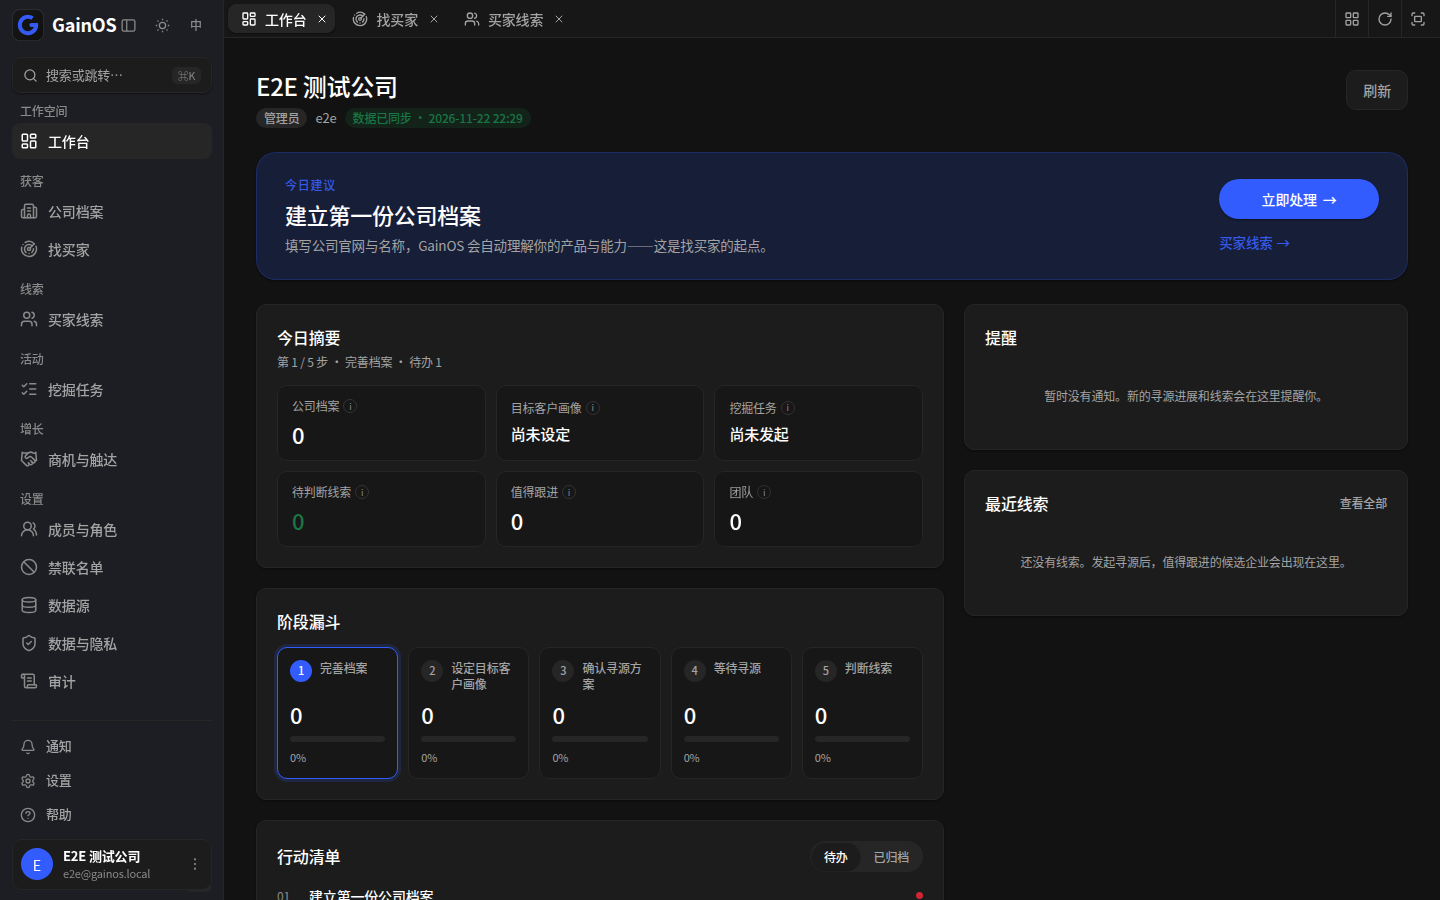 GainOS
中
搜索或跳转…
⌘K
工作空间
工作台
获客
公司档案
找买家
线索
买家线索
活动
挖掘任务
增长
商机与触达
设置
成员与角色
禁联名单
数据源
数据与隐私
审计
通知
设置
帮助
E
E2E 测试公司
e2e@gainos.local
工作台
找买家
买家线索
E2E 测试公司
管理员
e2e
数据已同步 · 2026-11-22 22:29
刷新
今日建议
建立第一份公司档案
填写公司官网与名称，GainOS 会自动理解你的产品与能力——这是找买家的起点。
立即处理 →
买家线索 →
今日摘要
第 1 / 5 步 · 完善档案 · 待办 1
公司档案
0
目标客户画像
尚未设定
挖掘任务
尚未发起
待判断线索
0
值得跟进
0
团队
0
阶段漏斗
1
完善档案
0
0%
2
设定目标客
户画像
0
0%
3
确认寻源方
案
0
0%
4
等待寻源
0
0%
5
判断线索
0
0%
行动清单
待办
已归档
01
建立第一份公司档案
提醒
暂时没有通知。新的寻源进展和线索会在这里提醒你。
最近线索
查看全部
还没有线索。发起寻源后，值得跟进的候选企业会出现在这里。